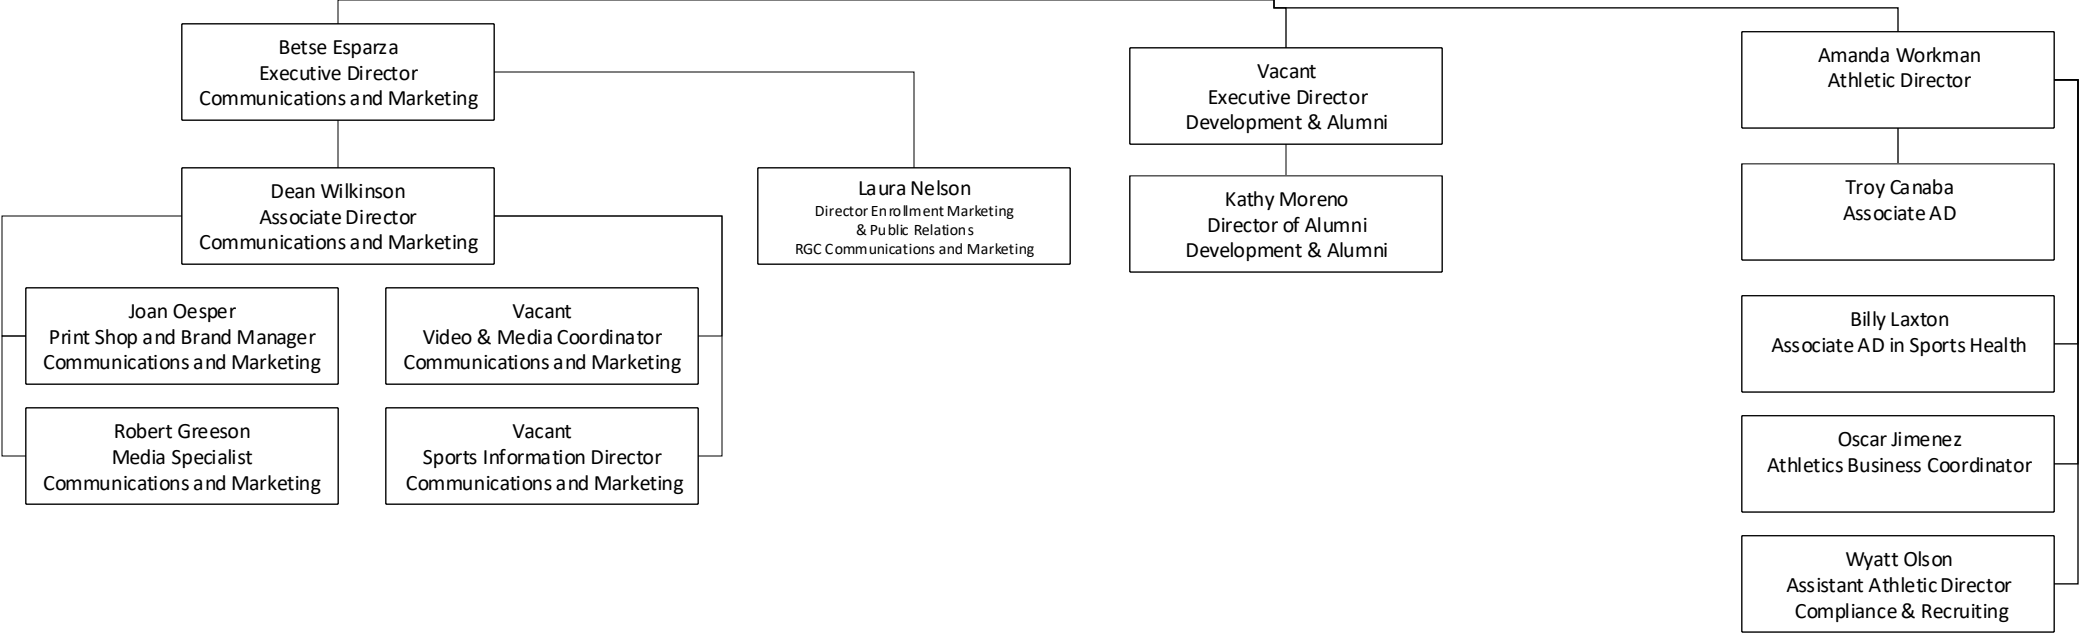 Betse Esparza
Executive Director
Communications and Marketing
Vacant
Executive Director
Development & Alumni
Amanda Workman
Athletic Director
Dean Wilkinson
Associate Director
Communications and Marketing
Laura Nelson
Director Enrollment Marketing
& Public Relations
RGC Communications and Marketing
Kathy Moreno
Director of Alumni
Development & Alumni
Troy Canaba
Associate AD
Joan Oesper
Print Shop and Brand Manager
Communications and Marketing
Vacant
Video & Media Coordinator
Communications and Marketing
Billy Laxton
Associate AD in Sports Health
Robert Greeson
Media Specialist
Communications and Marketing
Vacant
Sports Information Director
Communications and Marketing
Oscar Jimenez
Athletics Business Coordinator
Wyatt Olson
Assistant Athletic Director
Compliance & Recruiting